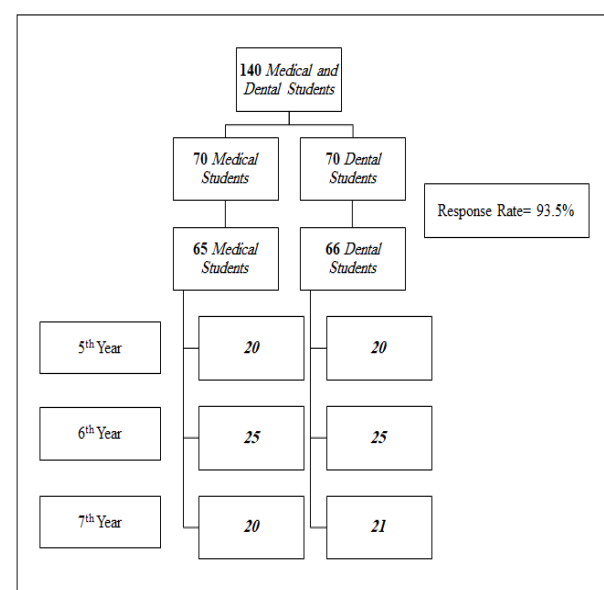 140 Medical and
Dental Students
70 Medical
Students
70 Dental
Students
Response Rate= 93.5%
65 Medical
Students
66 Dental
Students
5th Year
20
20
6th Year
25
25
7th Year
20
21